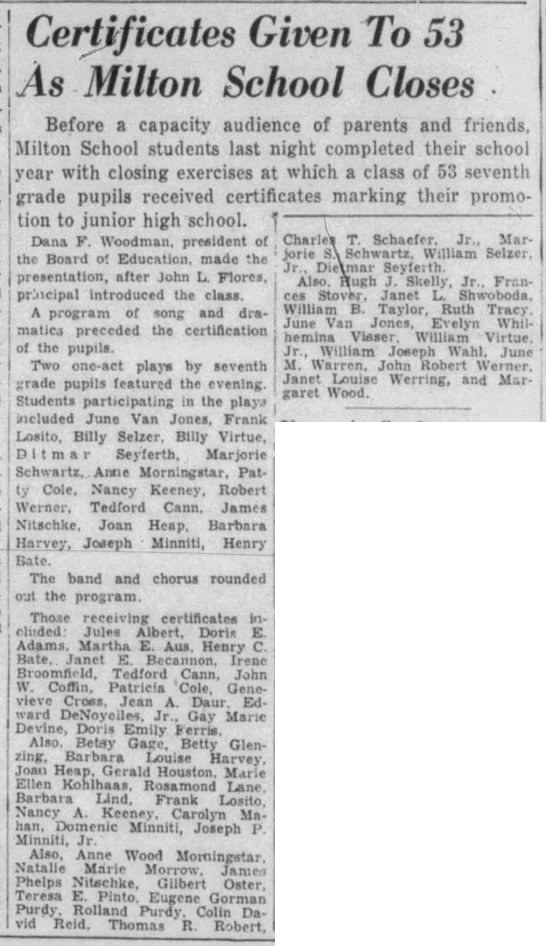 Certificates Given To 53
As Milton School Closes
Before a capacity audience of parents and friends,
Milton School students last night completed their school
year with closing exercises at which a class of 53 seventh
grade pupils received certificates marking their promo-
tion to junior high school.
Dana F. Woodman, president of
the Board of Education, made the
presentation, after John L. Flores,
principal introduced the class.
A program of song and dra-
matics preceded the certification
of the pupils.
Two one-act plays by seventh
grade pupils featured the evening.
Students participating in the plays
included June Van Jones, Frank
Losito, Billy Selzer, Billy Virtue,
Ditmar Seyferth, Marjorie
Schwartz, Anne Morningstar, Pat-
ty Cole, Nancy Keeney, Robert
Werner, Tedford Cann, James
Nitschke, Joan Heap, Barbara
Harvey, Joseph Minniti, Henry
Bate.
The band and chorus rounded
out the program.
Those receiving certificates in-
cluded: Jules Albert, Doris E.
Adams, Martha E. Aus, Henry C.
Bate, Janet E. Becannon, Irene
Broomfield, Tedford Cann, John
W. Coffin, Patricia Cole, Gene-
vieve Cross, Jean A. Daur, Ed-
ward DeNoyelles, Jr., Gay Marie
Devine, Doris Emily Ferris.
Also, Betsy Gage, Betty Glen-
zing, Barbara Louise Harvey,
Joan Heap, Gerald Houston, Marie
Ellen Kohlhaas, Rosamond Lane,
Barbara Lind, Frank Losito,
Nancy A. Keeney, Carolyn Ma-
han, Domenic Minniti, Joseph P.
Minniti, Jr.
Also, Anne Wood Morningstar,
Natalie Marie Morrow, James
Phelps Nitschke, Gilbert Oster,
Teresa E. Pinto, Eugene Gorman
Purdy, Rolland Purdy, Colin Da-
vid Reid, Thomas R. Robert,
Charles T. Schaefer, Jr., Mar-
jorie S. Schwartz, William Selzer,
Jr., Dietmar Seyferth.
Also, Hugh J. Skelly, Jr., Fran-
ces Stover, Janet L. Shwoboda,
William B. Taylor, Ruth Tracy,
June Van Jones, Evelyn Whil-
hemina Visser, William Virtue,
Jr., William Joseph Wahl, June
M. Warren, John Robert Werner,
Janet Louise Werring, and Mar-
garet Wood.